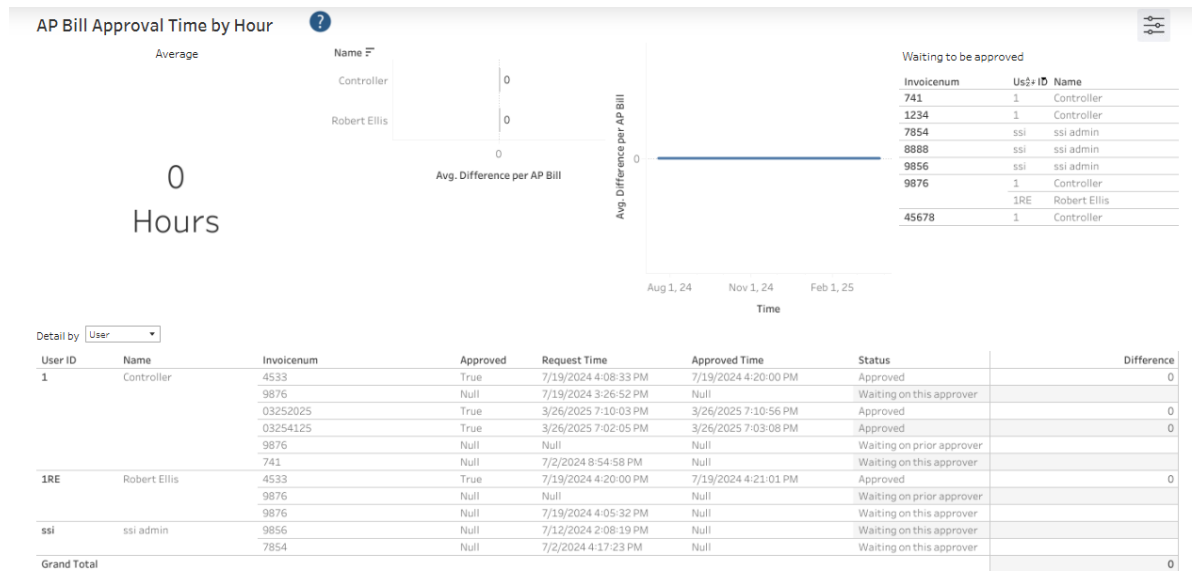 AP Bill Approval Time by Hour ?
Average
0
Hours
Name
Controller 0
Robert Ellis 0
0
Avg. Difference per AP Bill
Avg. Difference per AP Bill
0
Aug 1, 24 Nov 1, 24 Feb 1, 25
Time
Waiting to be approved
Invoicenum Name
741 1 Controller
1234 1 Controller
7854 ssi ssi admin
8888 ssi ssi admin
9856 ssi ssi admin
9876 1 Controller
1RE Robert Ellis
45678 1 Controller
Detail by User
User ID Name Invoicenum Approved Request Time Approved Time Status Difference
1 Controller 4533 True 7/19/2024 4:08:33 PM 7/19/2024 4:20:00 PM Approved 0
9876 Null 7/19/2024 3:26:52 PM Null Waiting on this approver
03252025 True 3/26/2025 7:10:03 PM 3/26/2025 7:10:56 PM Approved 0
03254125 True 3/26/2025 7:02:05 PM 3/26/2025 7:03:08 PM Approved 0
9876 Null Null Null Waiting on prior approver
741 Null 7/2/2024 8:54:58 PM Null Waiting on this approver
1RE Robert Ellis 4533 True 7/19/2024 4:20:00 PM 7/19/2024 4:21:01 PM Approved 0
9876 Null Null Null Waiting on prior approver
9876 Null 7/19/2024 4:05:32 PM Null Waiting on this approver
ssi ssi admin 9856 Null 7/12/2024 2:08:19 PM Null Waiting on this approver
7854 Null 7/2/2024 4:17:23 PM Null Waiting on this approver
Grand Total 0